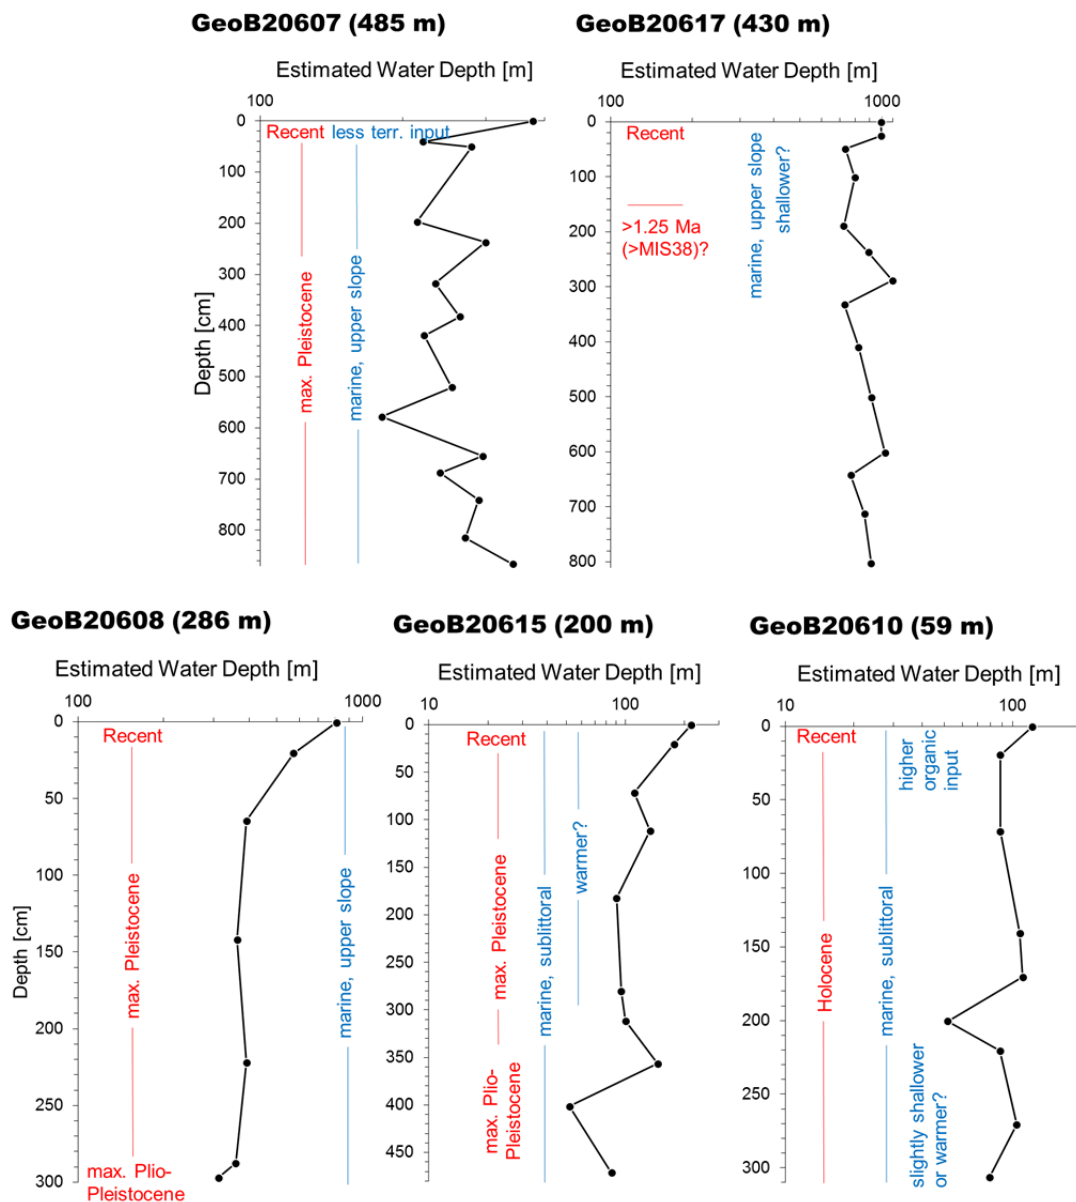 GeoB20607 (485 m)
Estimated Water Depth [m]
100
Recent
less terr. input
0
100
200
300
400
500
600
700
800
Depth [cm]
max. Pleistocene
marine, upper slope
GeoB20617 (430 m)
Estimated Water Depth [m]
100
1000
0
100
200
300
400
500
600
700
800
Recent
>1.25 Ma
(>MIS38)?
marine, upper slope
shallower?
GeoB20608 (286 m)
Estimated Water Depth [m]
100
1000
0
50
100
150
200
250
300
Depth [cm]
Recent
max. Pleistocene
max. Plio-
Pleistocene
marine, upper slope
GeoB20615 (200 m)
Estimated Water Depth [m]
10
100
0
50
100
150
200
250
300
350
400
450
Recent
max. Pleistocene
max. Plio-
Pleistocene
marine, sublittoral
warmer?
GeoB20610 (59 m)
Estimated Water Depth [m]
10
100
0
50
100
150
200
250
300
Recent
Holocene
marine, sublittoral
higher
organic
input
slightly shallower
or warmer?